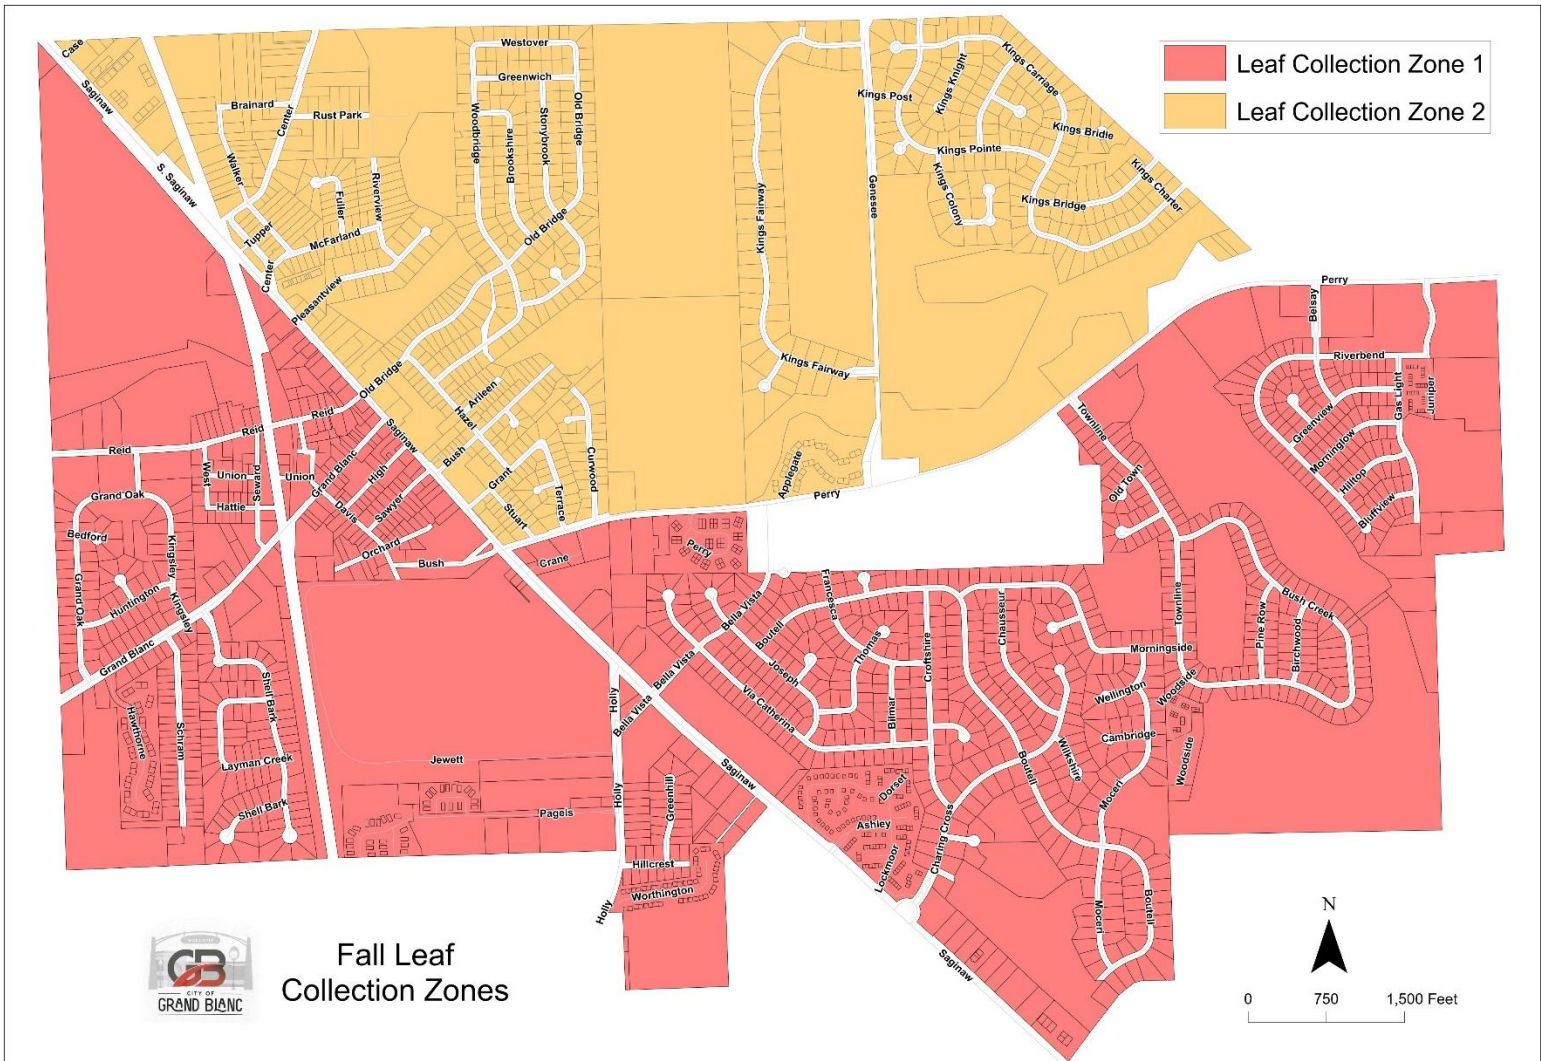 Leaf Collection Zone 1
Leaf Collection Zone 2
Case
Saginaw
S. Saginaw
Brainard
Center
Rust Park
Walker
Fuller
Riverview
Tupper
McFarland
Center
Pleasantview
Westover
Greenwich
Woodbridge
Brookshire
Stonybrook
Old Bridge
Old Bridge
Old Bridge
Kings Fairway
Kings Fairway
Genesee
Kings Post
Kings Knight
Kings Carriage
Kings Bridle
Kings Pointe
Kings Colony
Kings Bridge
Kings Charter
Arileen
Hazel
Bush
Grant
Stuart
Terrace
Curwood
Applegate
Perry
Perry
Belsay
Riverbend
Gas Light
Juniper
Greenview
Morninglow
Hilltop
Bluffview
Townline
Old Town
Townline
Bush Creek
Pine Row
Birchwood
Reid
Reid
Reid
Saginaw
West
Union
Seward
Union
Hattie
Grand Blanc
High
Davis
Sawyer
Orchard
Bush
Crane
Perry
Grand Oak
Bedford
Kingsley
Grand Oak
Huntington
Kingsley
Grand Blanc
Hawthorne
Schram
Shell Bark
Layman Creek
Shell Bark
Jewett
Pagels
Holly
Holly
Holly
Bella Vista
Bella Vista
Bella Vista
Greenhill
Hillcrest
Worthington
Saginaw
Francesca
Boutell
Joseph
Thomas
Via Catherina
Bilmar
Croftshire
Chausseur
Morningside
Wellington
Woodside
Cambridge
Woodside
Wilkshire
Boutell
Moceri
Dorset
Ashley
Lockmoor
Charing Cross
Moceri
Boutell
Saginaw
GB
CITY OF
GRAND BLANC
Fall Leaf
Collection Zones
N
0 750 1,500 Feet